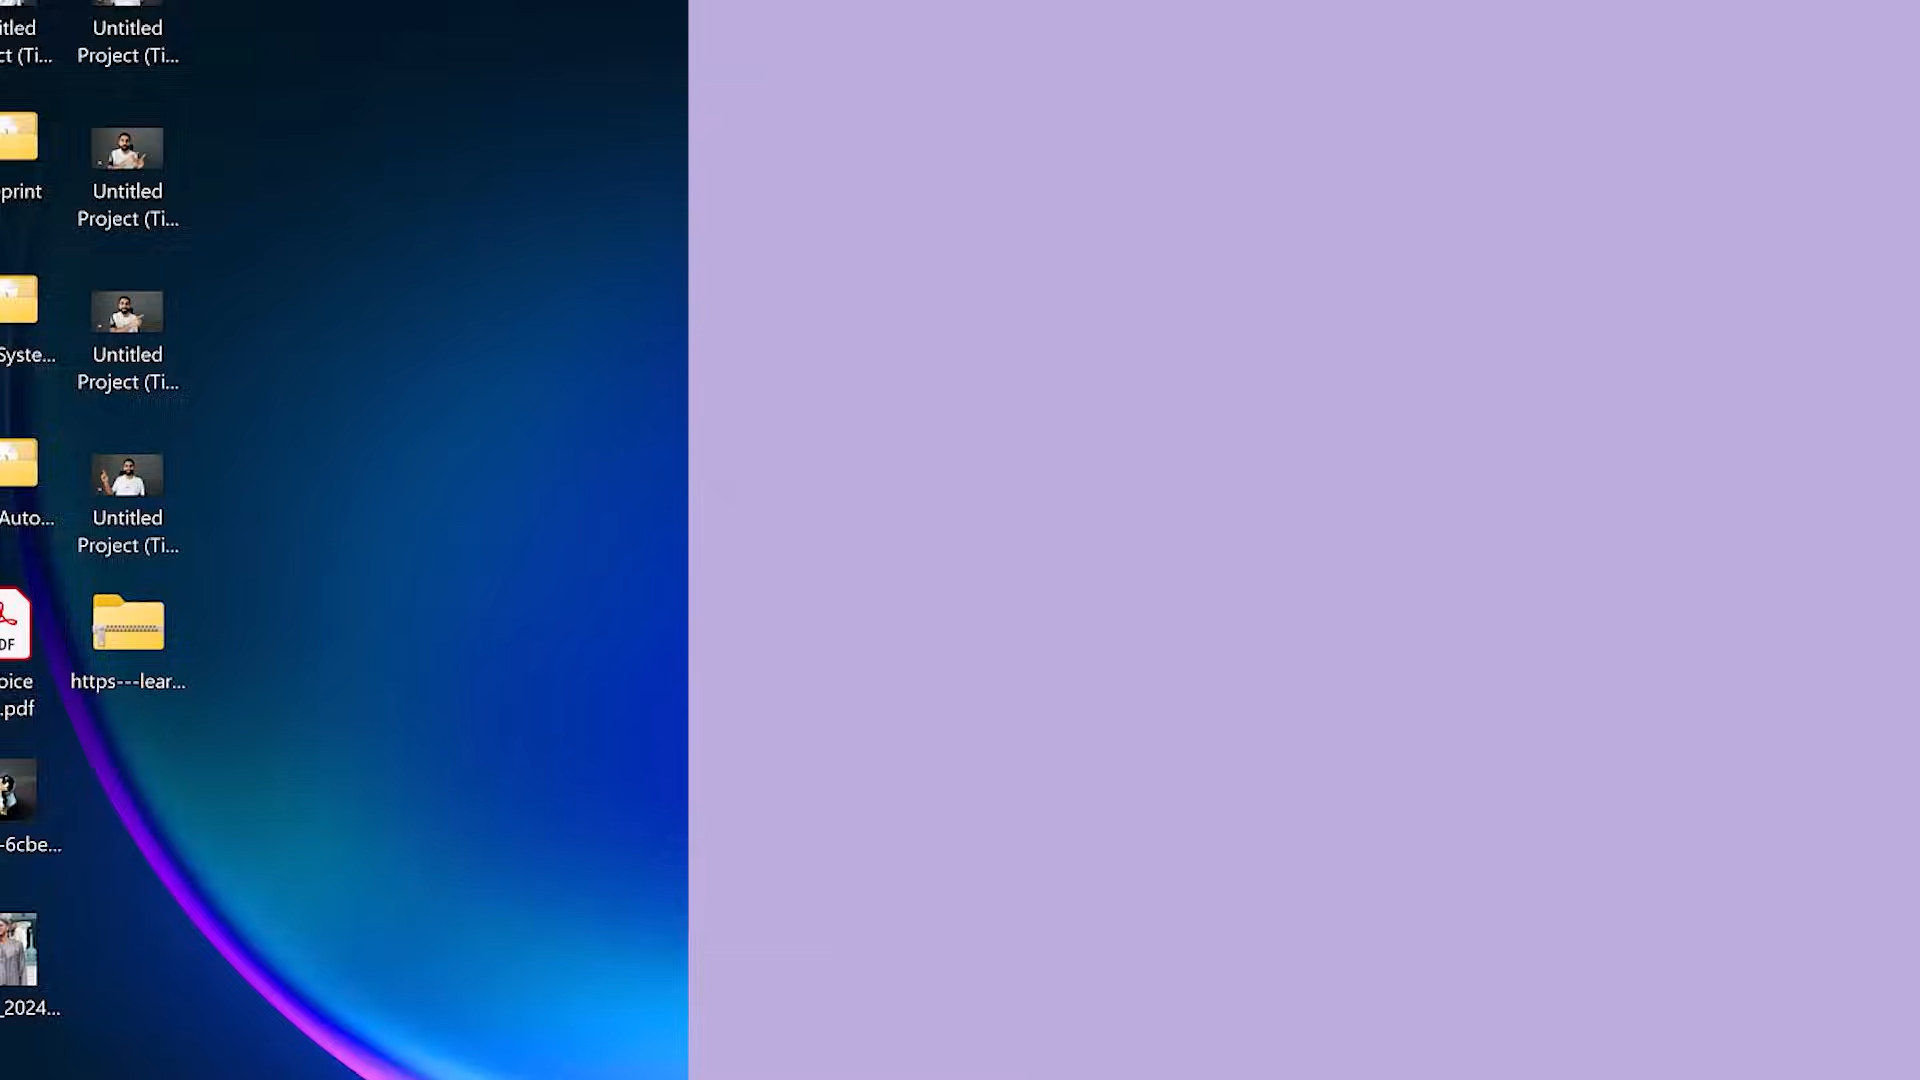 itled
ct (Ti...
Untitled
Project (Ti...
print
Untitled
Project (Ti...
Syste...
Untitled
Project (Ti...
Auto...
Untitled
Project (Ti...
DF
oice
.pdf
https---lear...
-6cbe...
_2024...